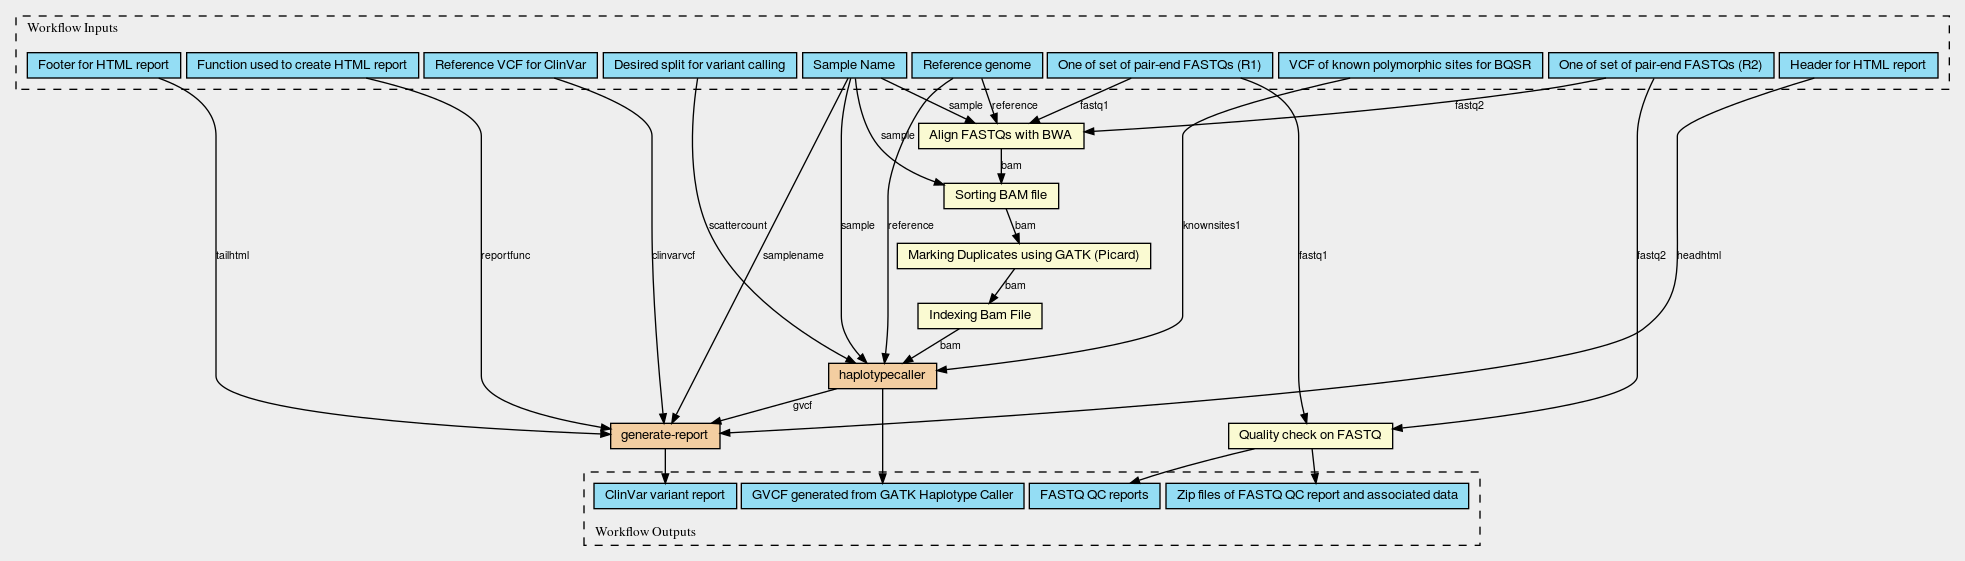 Workflow Inputs
Footer for HTML report
Function used to create HTML report
Reference VCF for ClinVar
Desired split for variant calling
Sample Name
Reference genome
One of set of pair-end FASTQs (R1)
VCF of known polymorphic sites for BQSR
One of set of pair-end FASTQs (R2)
Header for HTML report
sample
reference
fastq1
fastq2
sample
Align FASTQs with BWA
bam
Sorting BAM file
scattercount
sample
reference
bam
knownsites1
tailhtml
reportfunc
clinvarvcf
samplename
Marking Duplicates using GATK (Picard)
fastq1
fastq2
headhtml
bam
Indexing Bam File
bam
haplotypecaller
gvcf
generate-report
Quality check on FASTQ
ClinVar variant report
GVCF generated from GATK Haplotype Caller
FASTQ QC reports
Zip files of FASTQ QC report and associated data
Workflow Outputs